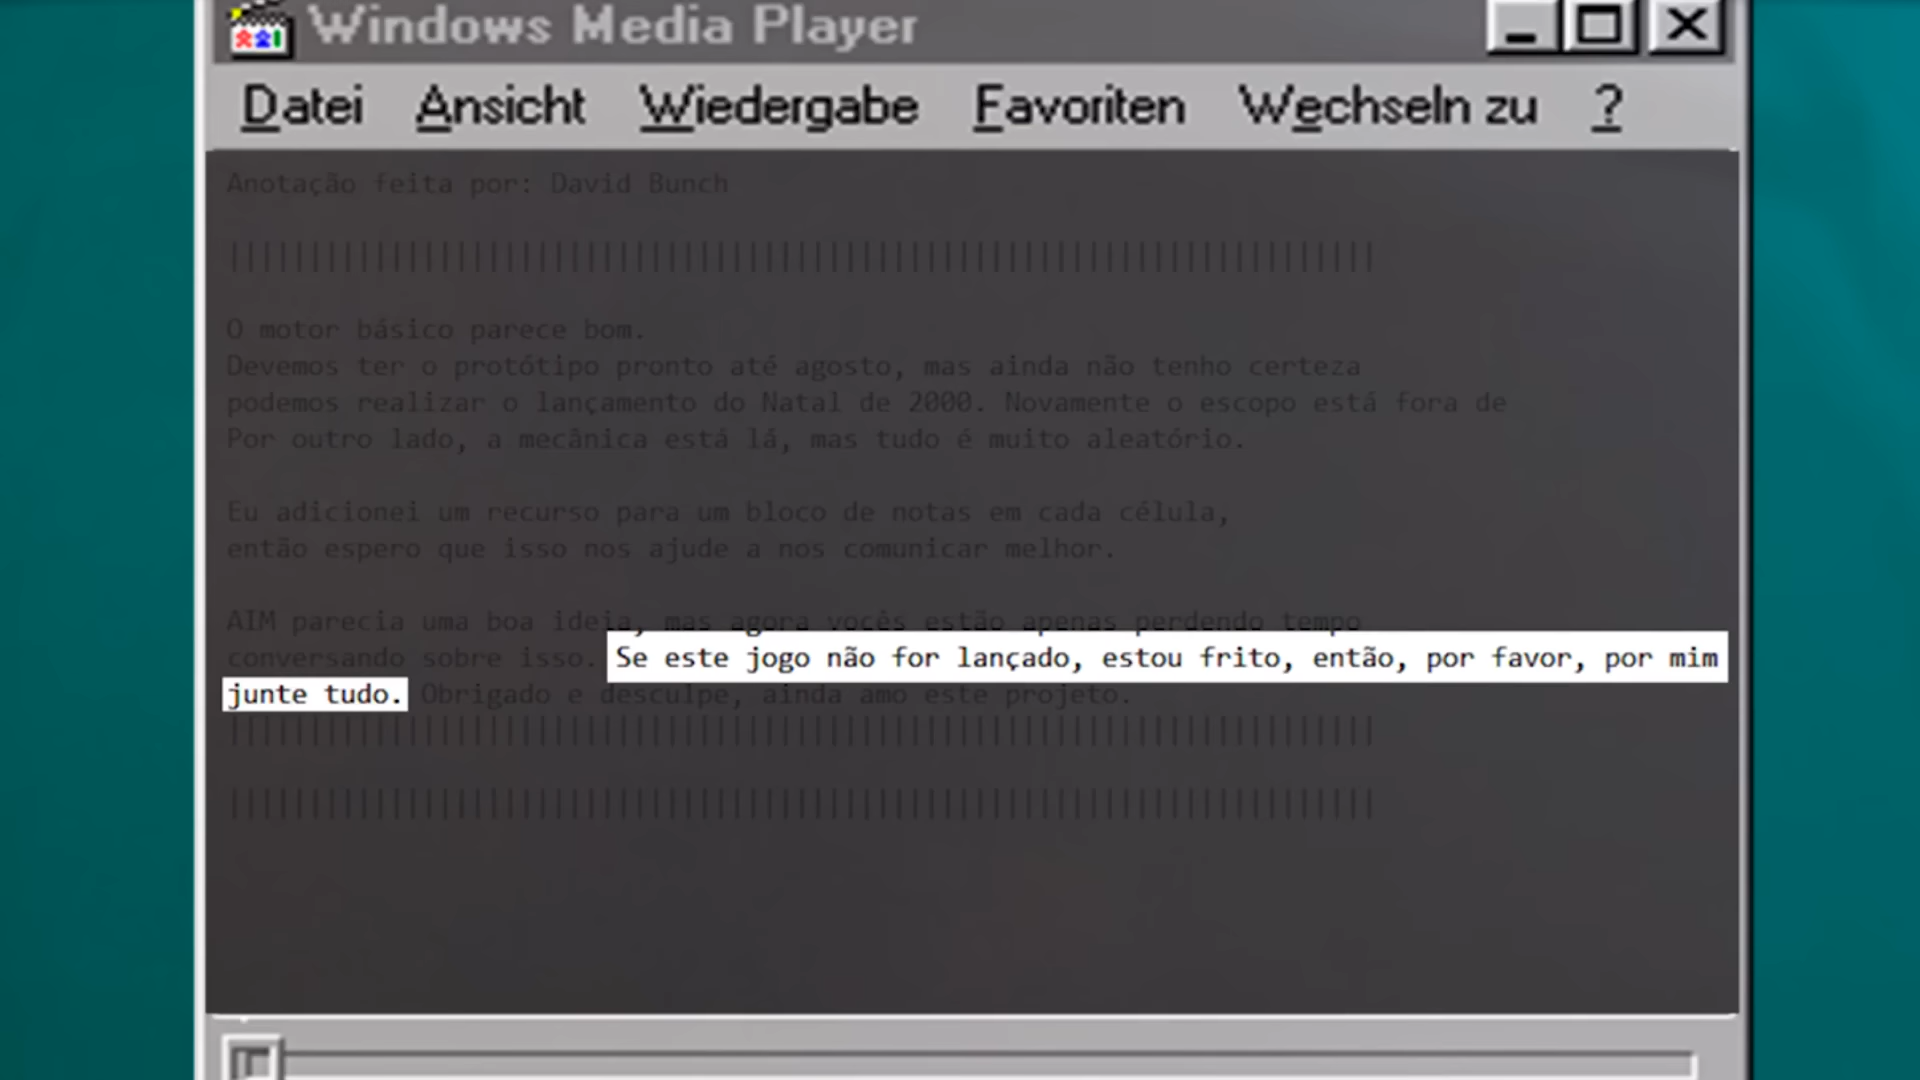 Windows Media Player
Datei Ansicht Wiedergabe Favoriten Wechseln zu ?
Anotação feita por: David Bunch
||||||||||||||||||||||||||||||||||||||||||||||||||||||||||||||||||||||
O motor básico parece bom.
Devemos ter o protótipo pronto até agosto, mas ainda não tenho certeza
podemos realizar o lançamento do Natal de 2000. Novamente o escopo está fora de
Por outro lado, a mecânica está lá, mas tudo é muito aleatório.
Eu adicionei um recurso para um bloco de notas em cada célula,
então espero que isso nos ajude a nos comunicar melhor.
AIM parecia uma boa ideia, mas agora vocês estão apenas perdendo tempo
conversando sobre isso. Se este jogo não for lançado, estou frito, então, por favor, por mim
junte tudo. Obrigado e desculpe, ainda amo este projeto.
||||||||||||||||||||||||||||||||||||||||||||||||||||||||||||||||||||||
||||||||||||||||||||||||||||||||||||||||||||||||||||||||||||||||||||||